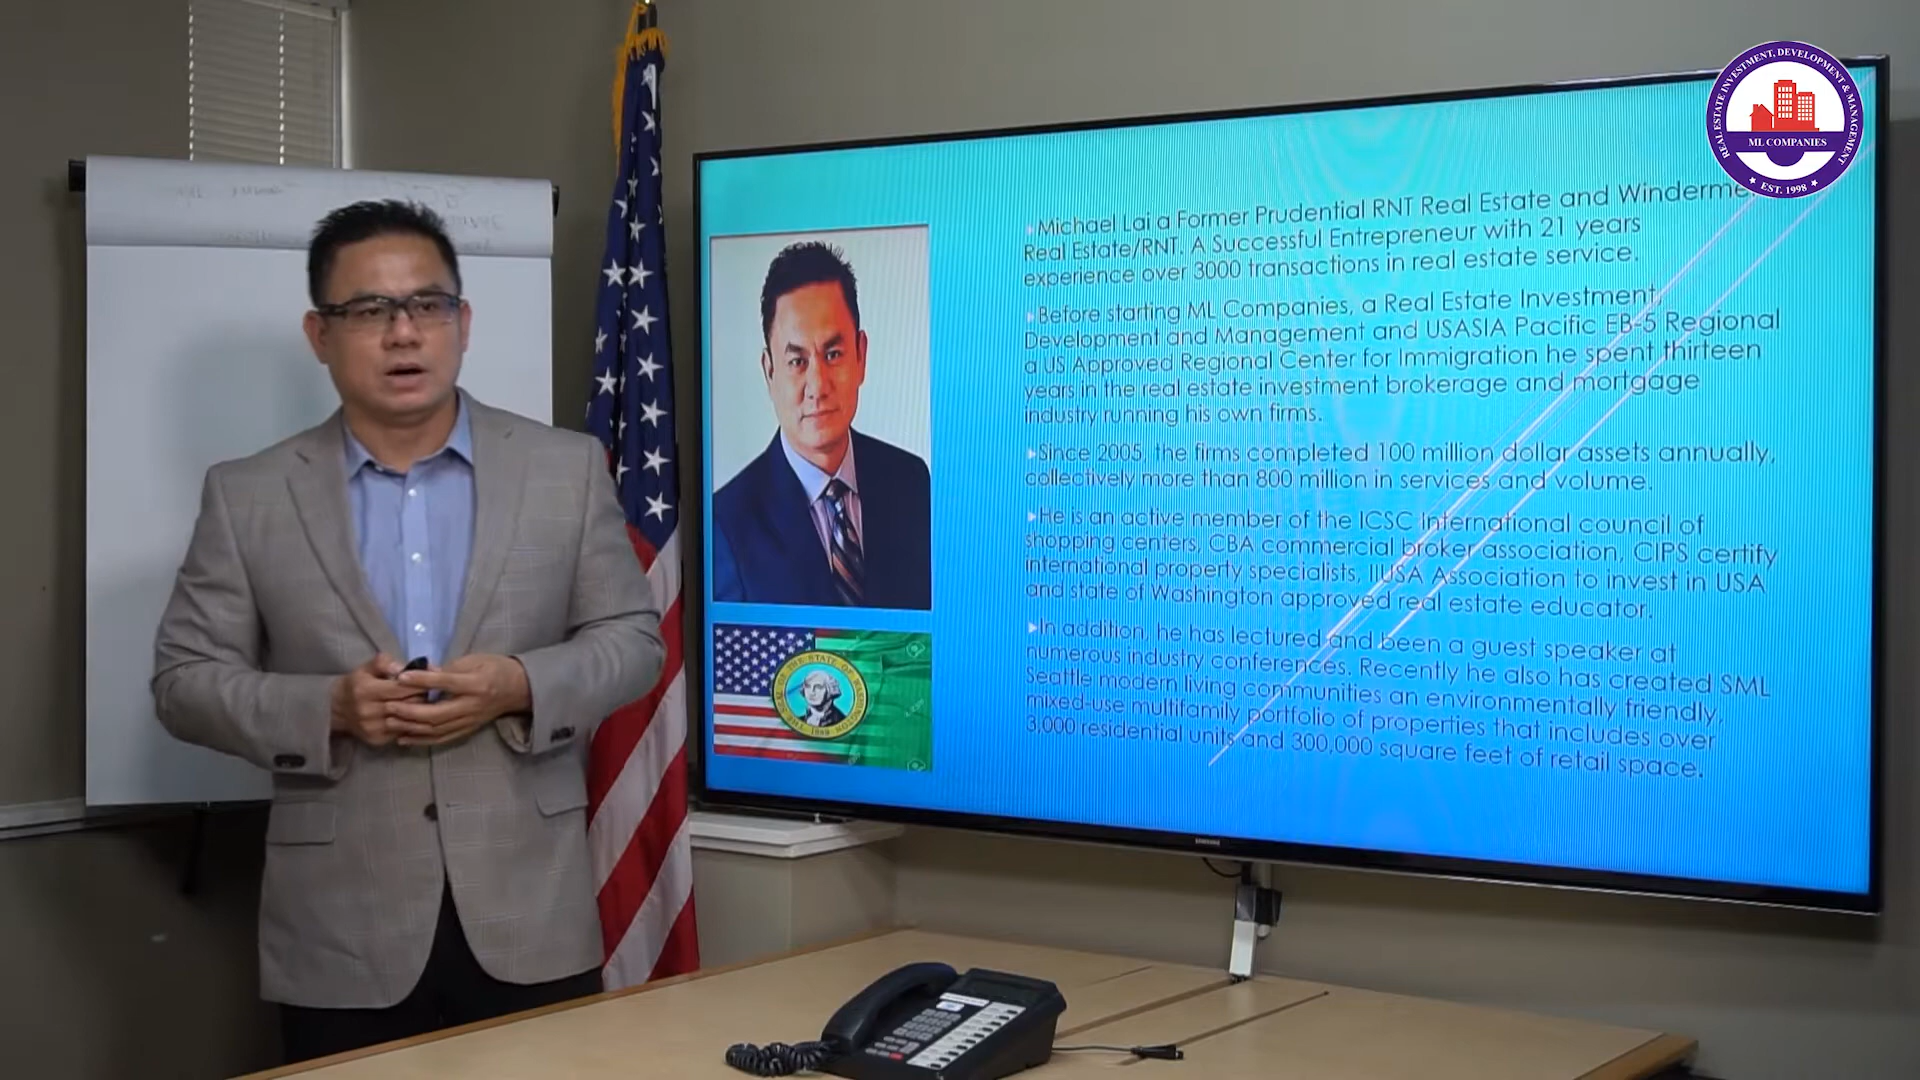 REAL ESTATE INVESTMENT, DEVELOPMENT & MANAGEMENT
ML COMPANIES
EST. 1998
Michael Lai a Former Prudential RNT Real Estate and
Real Estate/RNT. A Successful Entrepreneur with 21 years
experience over 3000 transactions in real estate service.
Before starting ML Companies, a Real Estate Investment,
Development and Management and USASIA Pacific EB-5 Regional
a US Approved Regional Center for Immigration he spent thirteen
years in the real estate investment brokerage and mortgage
industry running his own firms.
Since 2005, the firms completed 100 million dollar assets annually,
collectively more than 800 million in services and volume.
He is an active member of the ICSC International council of
shopping centers, CBA commercial broker association, CIPS certify
international property specialists, IIUSA Association to invest in USA
and state of Washington approved real estate educator.
In addition, he has lectured and been a guest speaker at
numerous industry conferences. Recently he also has created SML
Seattle modern living communities an environmentally friendly,
mixed-use multifamily portfolio of properties that includes over
3,000 residential units and 300,000 square feet of retail space.
THE SEAL OF THE STATE OF WASHINGTON
1889
SAMSUNG